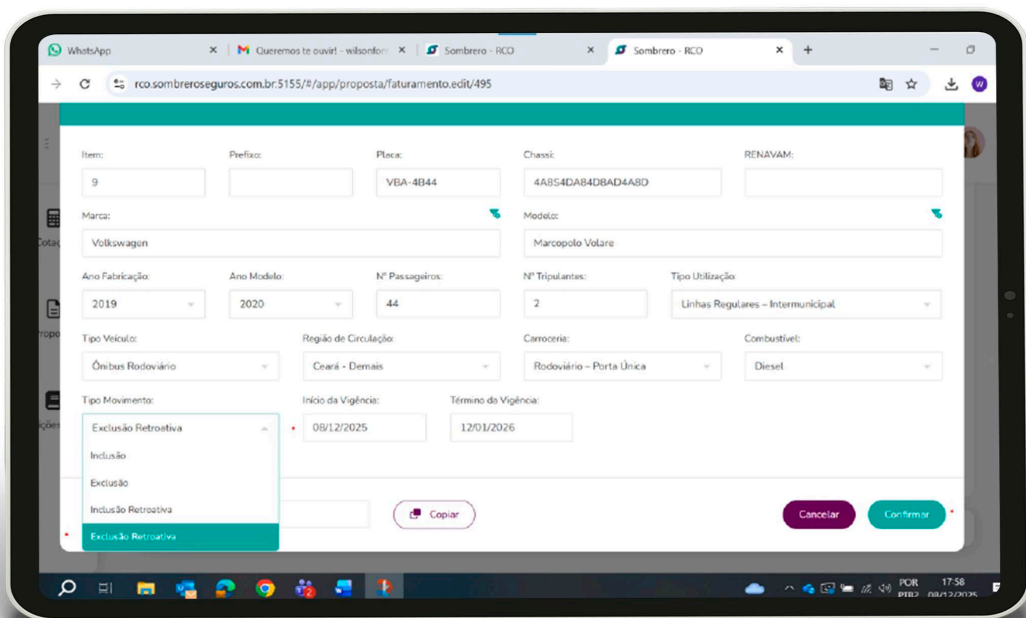 WhatsApp
Queremos te ouvir! - wilsonfor
Sombrero - RCO
Sombrero - RCO
rco.sombreroseguros.com.br:5155/#/app/proposta/faturamento.edit/495
W
Item:
Prefixo:
Placa:
Chassi:
RENAVAM:
9
VBA-4B44
4A8S4DA84D8AD4A8D
Marca:
Modelo:
Volkswagen
Marcopolo Volare
Ano Fabricação:
Ano Modelo:
Nº Passageiros:
Nº Tripulantes:
Tipo Utilização:
2019
2020
44
2
Linhas Regulares – Intermunicipal
Tipo Veículo:
Região de Circulação:
Carroceria:
Combustível:
Ônibus Rodoviário
Ceará - Demais
Rodoviário – Porta Única
Diesel
Tipo Movimento:
Início da Vigência:
Término da Vigência:
Exclusão Retroativa
08/12/2025
12/01/2026
Inclusão
Exclusão
Inclusão Retroativa
Exclusão Retroativa
Copiar
Cancelar
Confirmar
POR
17:58
PTB2
08/12/2025